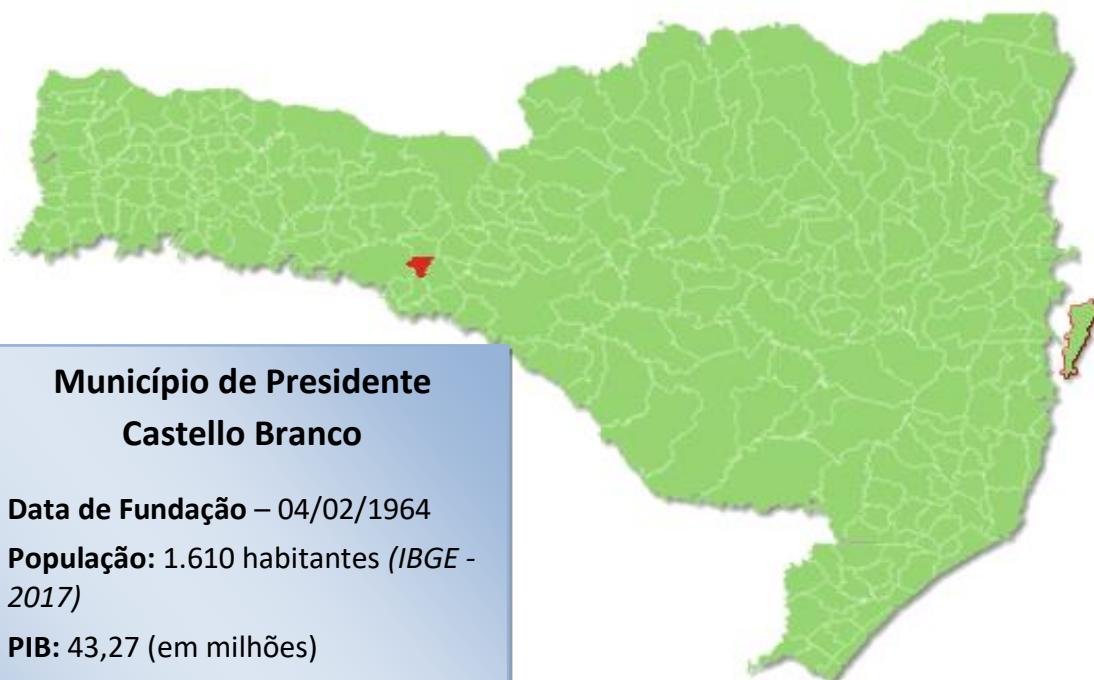 Município de Presidente
Castello Branco
Data de Fundação – 04/02/1964
População: 1.610 habitantes (IBGE -
2017)
PIB: 43,27 (em milhões)